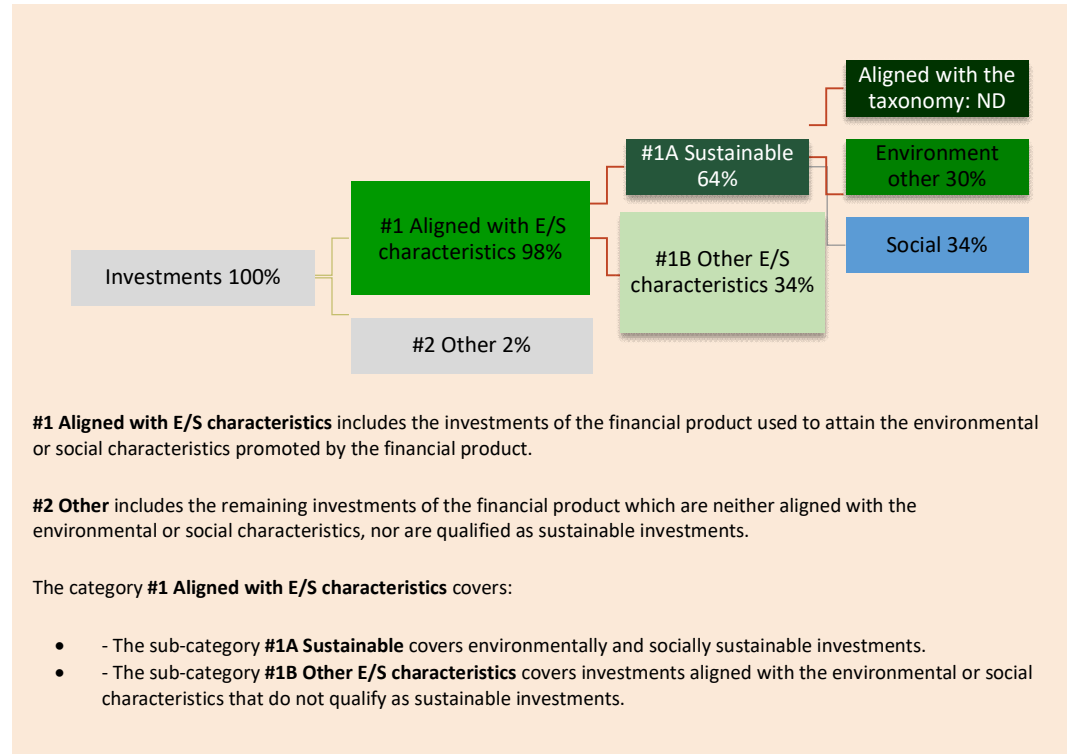 Aligned with the
taxonomy: ND
#1A Sustainable
64%
Environment
other 30%
#1 Aligned with E/S
characteristics 98%
Social 34%
#1B Other E/S
characteristics 34%
Investments 100%
#2 Other 2%
#1 Aligned with E/S characteristics includes the investments of the financial product used to attain the environmental
or social characteristics promoted by the financial product.
#2 Other includes the remaining investments of the financial product which are neither aligned with the
environmental or social characteristics, nor are qualified as sustainable investments.
The category #1 Aligned with E/S characteristics covers:
• - The sub-category #1A Sustainable covers environmentally and socially sustainable investments.
• - The sub-category #1B Other E/S characteristics covers investments aligned with the environmental or social
characteristics that do not qualify as sustainable investments.